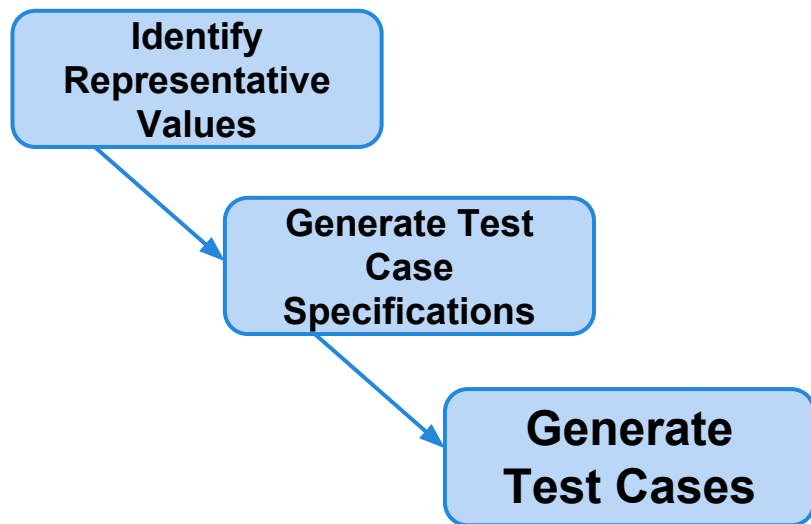 Identify
Representative
Values
Generate Test
Case
Specifications
Generate
Test Cases